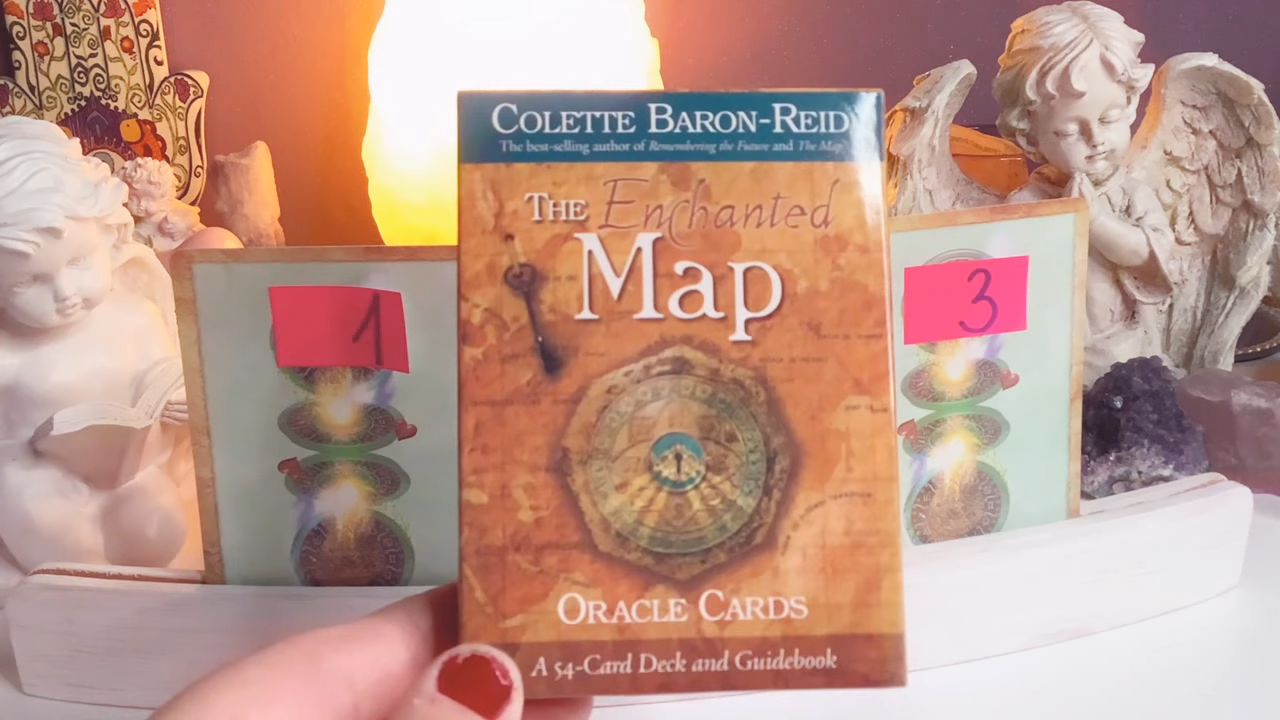 COLETTE BARON-REID
The best-selling author of Remembering the Future and The Map
THE Enchanted
Map
ORACLE CARDS
A 54-Card Deck and Guidebook
1
3